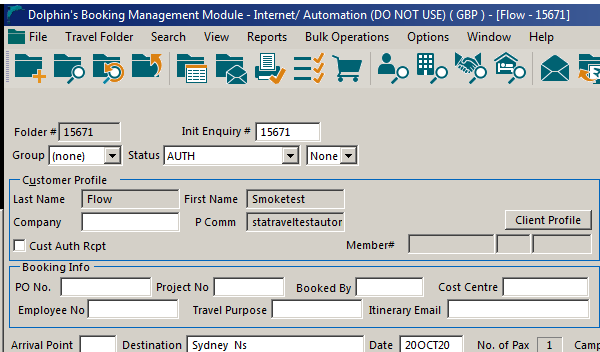 Dolphin's Booking Management Module - Internet/ Automation (DO NOT USE) ( GBP ) - [Flow - 15671]
File Travel Folder Search View Reports Bulk Operations Options Window Help
Folder # 15671 Init Enquiry # 15671
Group (none) Status AUTH None
Customer Profile
Last Name Flow First Name Smoketest
Company P Comm statraveltestautor
Client Profile
Cust Auth Rcpt Member#
Booking Info
PO No. Project No Booked By Cost Centre
Employee No Travel Purpose Itinerary Email
Arrival Point Destination Sydney Ns Date 20OCT20 No. of Pax 1 Camp